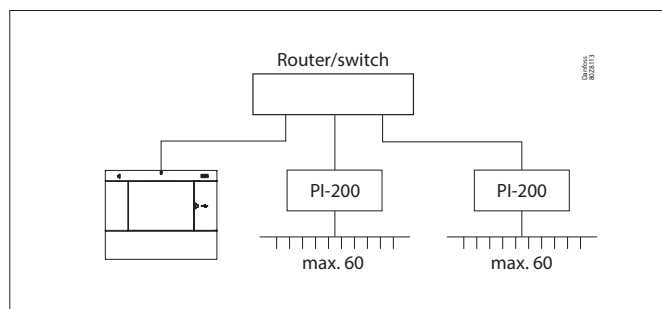 Router/switch
Danfoss
80Z8113
PI-200
PI-200
max. 60
max. 60